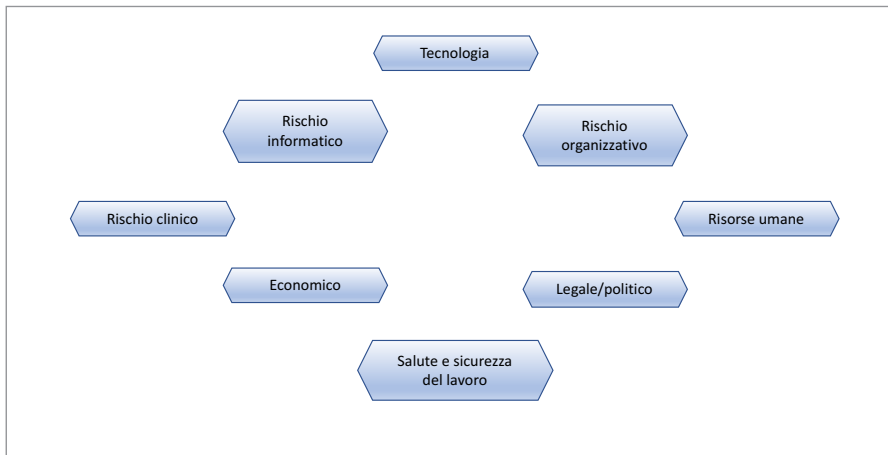 Tecnologia
Rischio
informatico
Rischio
organizzativo
Rischio clinico
Risorse umane
Economico
Legale/politico
Salute e sicurezza
del lavoro